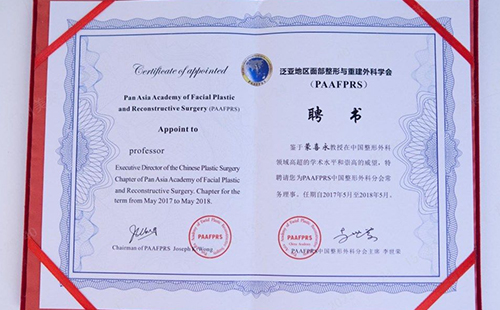 Certificate of appointed
Pan Asia Academy of Facial Plastic
and Reconstructive Surgery (PAAFPRS)
Appoint to
professor
Executive Director of the Chinese Plastic Surgery
Chapter of Pan Asia Academy of Facial Plastic
and Reconstructive Surgery. Chapter for the
term from May 2017 to May 2018.
Chairman of PAAFPRS Joseph K. Wong
PAAFPRS
泛亚地区面部整形与重建外科学会
(PAAFPRS)
聘书
鉴于蒙喜永教授在中国整形外科
领域高超的学术水平和崇高的威望，特
聘请您为PAAFPRS中国整形外科分会常
务理事，任期自2017年5月至2018年5月。
PAAFPRS
PAAFPRS中国整形外科分会主席 李世荣